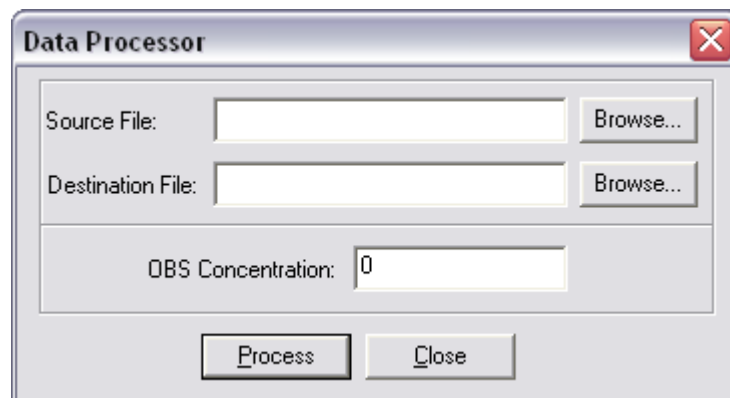 Data Processor
Source File: Browse...
Destination File: Browse...
OBS Concentration: 0
Process Close